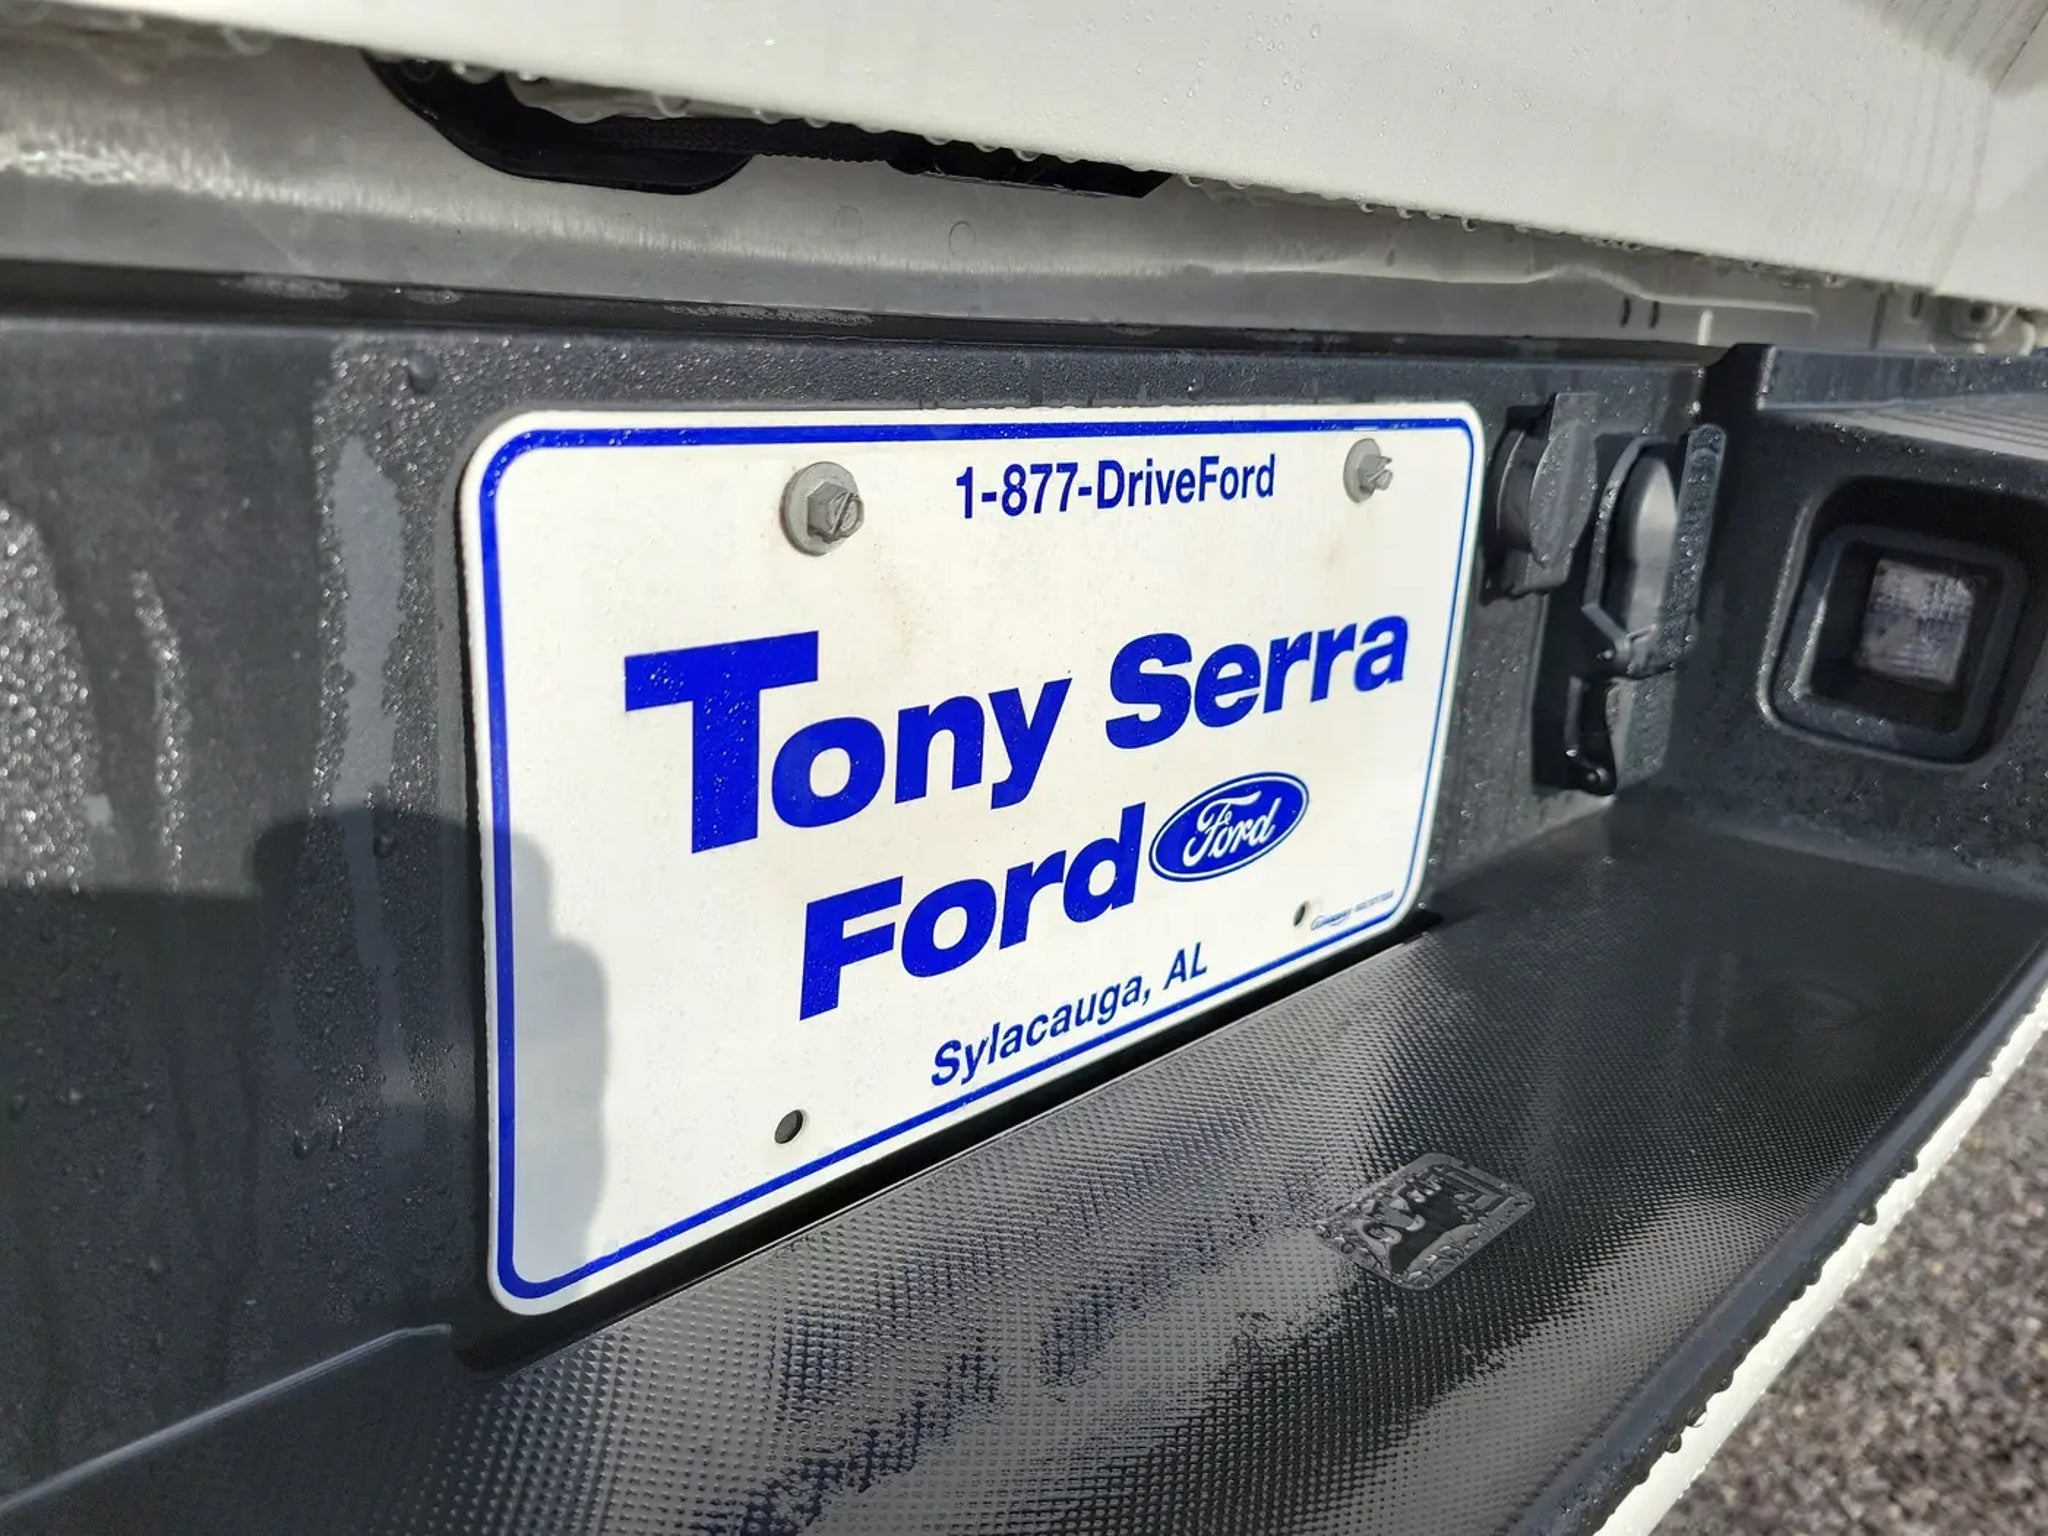 1-877-DriveFord
Tony Serra
Ford Ford
Sylacauga, AL